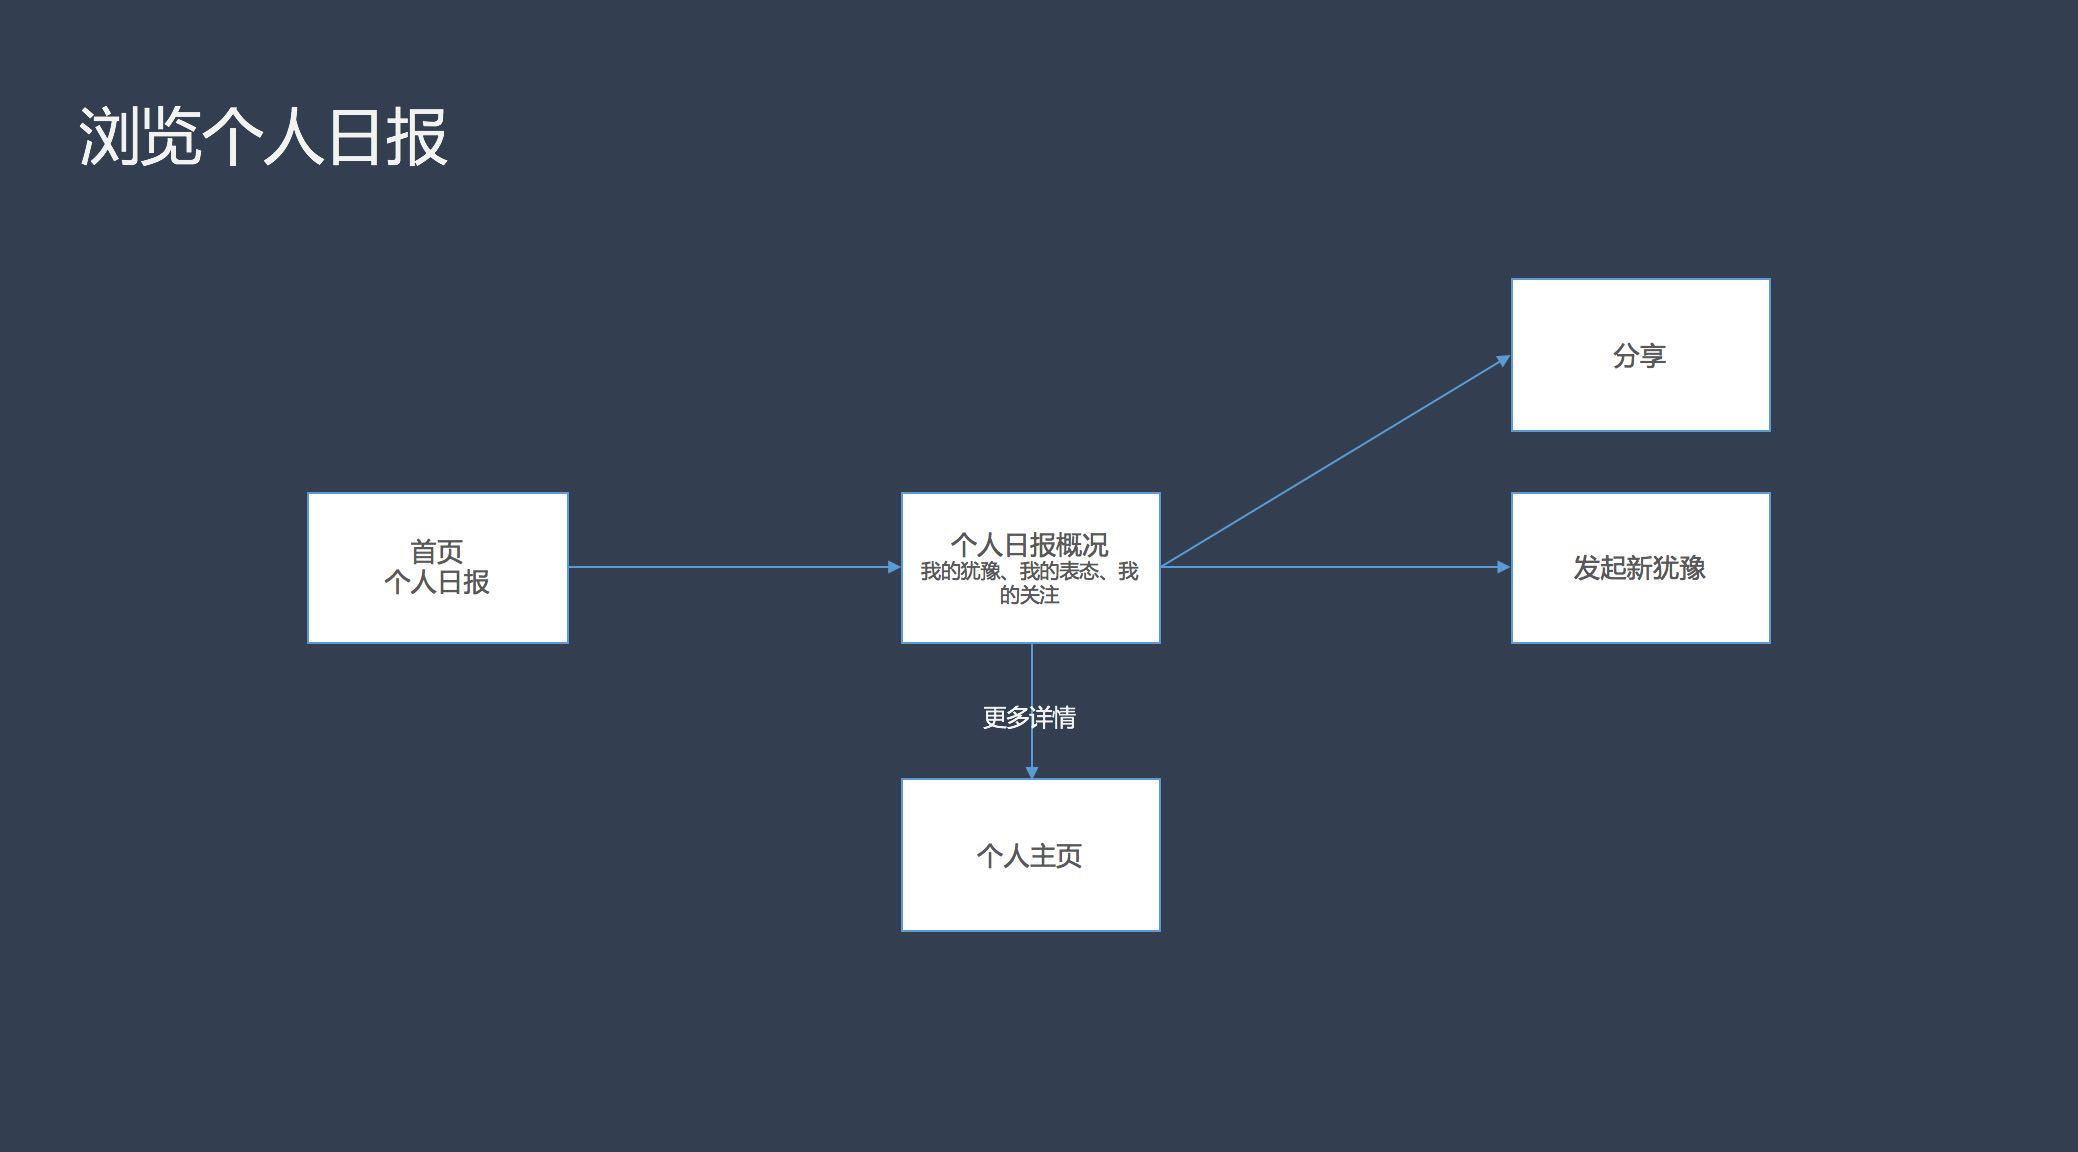 浏览个人日报
分享
首页
个人日报
个人日报概况
我的犹豫、我的表态、我
的关注
发起新犹豫
更多详情
个人主页